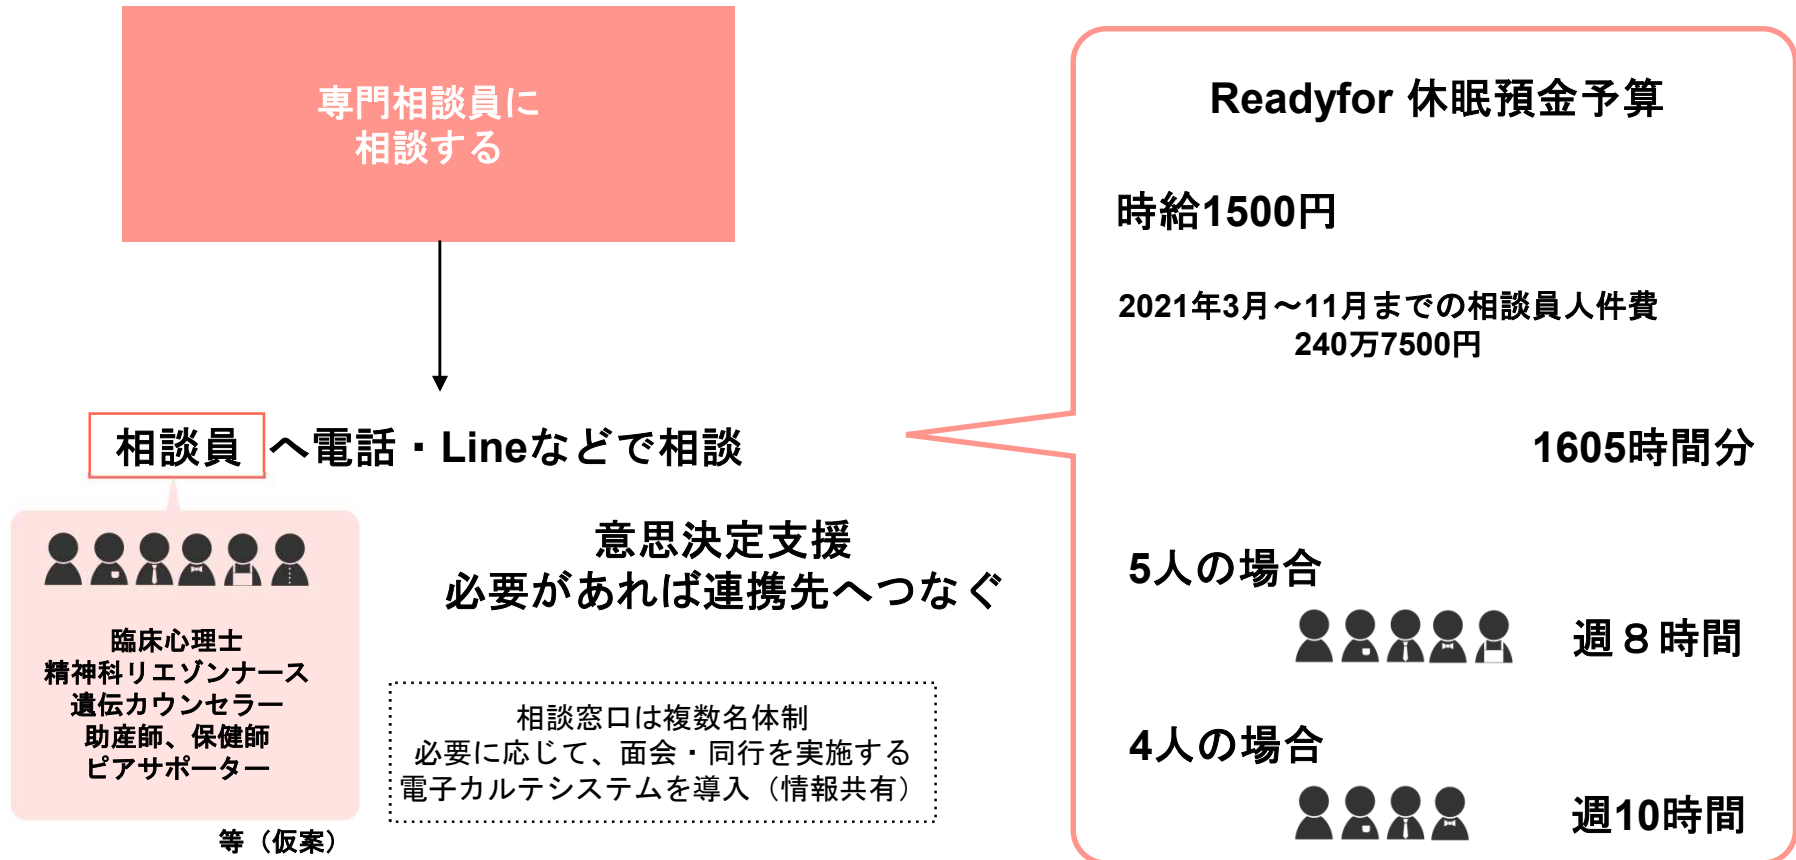 専門相談員に
相談する
相談員へ電話・Lineなどで相談
意思決定支援
必要があれば連携先へつなぐ
臨床心理士
精神科リエゾンナース
遺伝カウンセラー
助産師、保健師
ピアサポーター
等（仮案）
相談窓口は複数名体制
必要に応じて、面会・同行を実施する
電子カルテシステムを導入（情報共有）
Readyfor 休眠預金予算
時給1500円
2021年3月～11月までの相談員人件費
240万7500円
1605時間分
5人の場合
週８時間
4人の場合
週10時間